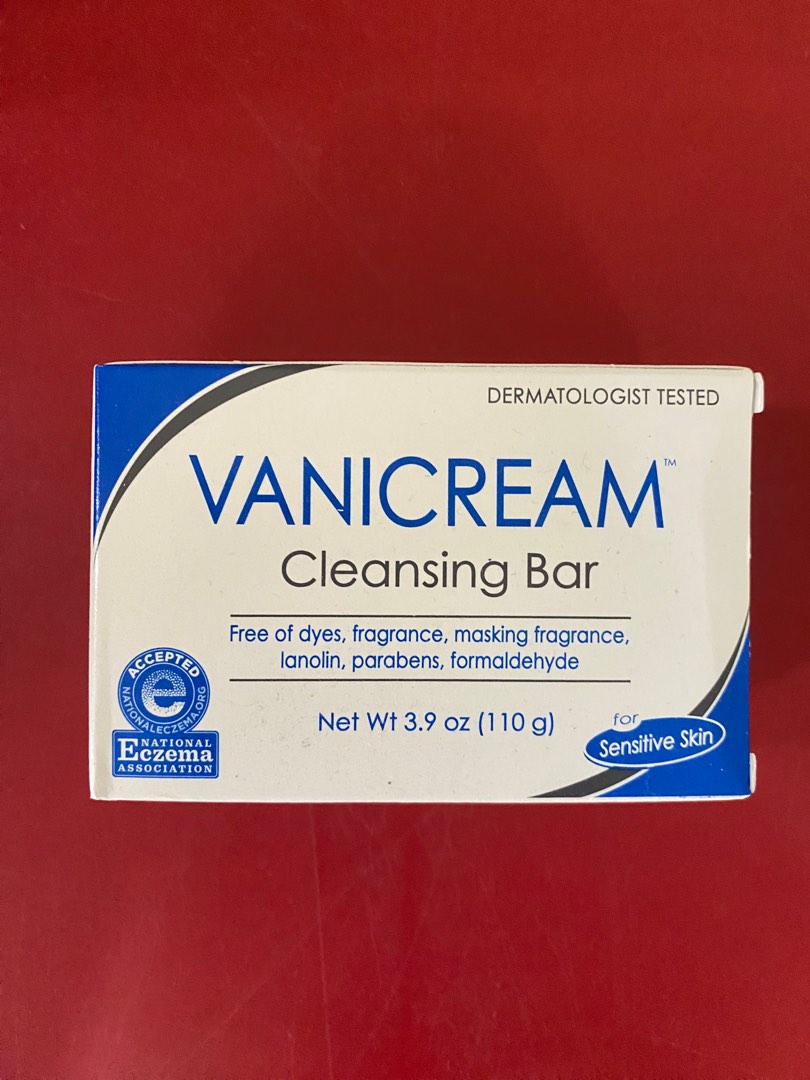 DERMATOLOGIST TESTED
VANICREAM™
Cleansing Bar
Free of dyes, fragrance, masking fragrance,
lanolin, parabens, formaldehyde
Net Wt 3.9 oz (110 g)
for
Sensitive Skin
ACCEPTED
e
NATIONALECZEMA.ORG
NATIONAL
Eczema
ASSOCIATION